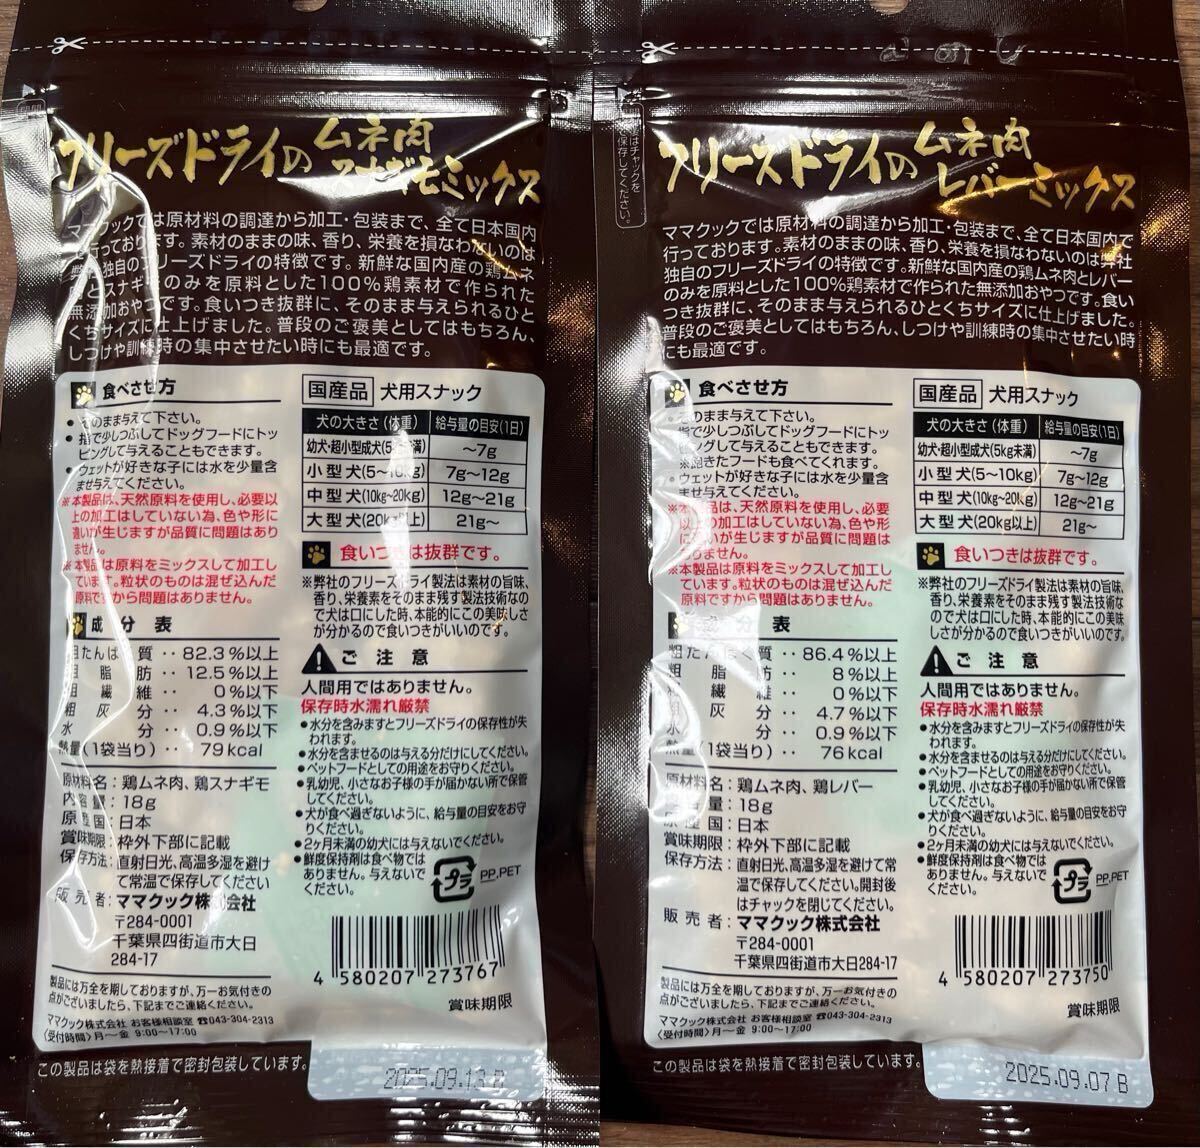 フリーズドライの
ムネ肉
スナギモミックス
ママクックでは原材料の調達から加工・包装まで、全て日本国内
行っております。素材のままの味、香り、栄養を損なわないのは
独自のフリーズドライの特徴です。新鮮な国内産の鶏ムネ
とスナギモのみを原料とした100%鶏素材で作られた
無添加おやつです。食いつき抜群に、そのまま与えられるひと
くちサイズに仕上げました。普段のご褒美としてはもちろん、
しつけや訓練時の集中させたい時にも最適です。
食べさせ方
● そのまま与えて下さい。
● 指で少しつぶしてドッグフードにトッ
ピングして与えることもできます。
● ウェットが好きな子には水を少量含
ませ与えてください。
※本製品は、天然原料を使用し、必要以
上の加工はしていない為、色や形に
違いが生じますが品質に問題はあり
ません。
※本製品は原料をミックスして加工し
ています。粒状のものは混ぜ込んだ
原料ですから問題はありません。
成分表
粗たんぱく質‥82.3%以上
粗脂肪‥12.5%以上
粗繊維‥0%以下
粗灰分‥4.3%以下
水分‥0.9%以下
熱量(1袋当り)‥79kcal
原材料名：鶏ムネ肉、鶏スナギモ
内容量：18g
原産国：日本
賞味期限：枠外下部に記載
保存方法：直射日光、高温多湿を避け
て常温で保存してください
販売者：ママクック株式会社
〒284-0001
千葉県四街道市大日
284-17
製品には万全を期しておりますが、万一お気付きの
点がございましたら、下記までご連絡ください。
ママクック株式会社 お客様相談室 ☎043-304-2313
〈受付時間〉月〜金 9:00〜17:00
この製品は袋を熱接着で密封包装しています。
国産品 犬用スナック
犬の大きさ(体重) 給与量の目安(1日)
幼犬・超小型成犬(5kg未満) 〜7g
小型犬(5〜10kg) 7g〜12g
中型犬(10kg〜20kg) 12g〜21g
大型犬(20kg以上) 21g〜
食いつきは抜群です。
※弊社のフリーズドライ製法は素材の旨味、
香り、栄養素をそのまま残す製法技術なの
で犬は口にした時、本能的にこの美味しさ
が分かるので食いつきがいいのです。
ご注意
人間用ではありません。
保存時水濡れ厳禁
●水分を含みますとフリーズドライの保存性が失
われます。
●水分を含ませるのは与える分だけにしてください。
●ペットフードとしての用途をお守りください。
●乳幼児、小さなお子様の手が届かない所で保管
してください。
●犬が食べ過ぎないように、給与量の目安をお守
りください。
●2ヶ月未満の幼犬には与えないでください。
●鮮度保持剤は食べ物では
ありません。与えないで
ください。
プラ PP,PET
4 580207 273767
賞味期限
2025.09.13 B
はチャックを
保存してください。
フリーズドライの
ムネ肉
レバーミックス
ママクックでは原材料の調達から加工・包装まで、全て日本国内で
行っております。素材のままの味、香り、栄養を損なわないのは弊社
独自のフリーズドライの特徴です。新鮮な国内産の鶏ムネ肉とレバー
のみを原料とした100%鶏素材で作られた無添加おやつです。食い
つき抜群に、そのまま与えられるひとくちサイズに仕上げました。
普段のご褒美としてはもちろん、しつけや訓練時の集中させたい時
にも最適です。
食べさせ方
● そのまま与えて下さい。
● 指で少しつぶしてドッグフードにトッ
ピングして与えることもできます。
※飽きたフードも食べてくれます。
● ウェットが好きな子には水を少量含
ませ与えてください。
※本製品は、天然原料を使用し、必要
以上の加工はしていない為、色や形
に違いが生じますが品質に問題は
ありません。
※本製品は原料をミックスして加工し
ています。粒状のものは混ぜ込んだ
原料ですから問題はありません。
成分表
粗たんぱく質‥86.4%以上
粗脂肪‥8%以上
粗繊維‥0%以下
粗灰分‥4.7%以下
水分‥0.9%以下
熱量(1袋当り)‥76kcal
原材料名：鶏ムネ肉、鶏レバー
内容量：18g
原産国：日本
賞味期限：枠外下部に記載
保存方法：直射日光、高温多湿を避けて常
温で保存してください。開封後
はチャックを閉じてください。
販売者：ママクック株式会社
〒284-0001
千葉県四街道市大日284-17
製品には万全を期しておりますが、万一お気付きの
点がございましたら、下記までご連絡ください。
ママクック株式会社 お客様相談室 ☎043-304-2313
〈受付時間〉月〜金 9:00〜17:00
この製品は袋を熱接着で密封包装しています。
国産品 犬用スナック
犬の大きさ(体重) 給与量の目安(1日)
幼犬・超小型成犬(5kg未満) 〜7g
小型犬(5〜10kg) 7g〜12g
中型犬(10kg〜20kg) 12g〜21g
大型犬(20kg以上) 21g〜
食いつきは抜群です。
※弊社のフリーズドライ製法は素材の旨味、
香り、栄養素をそのまま残す製法技術な
ので犬は口にした時、本能的にこの美味
しさが分かるので食いつきがいいのです。
ご注意
人間用ではありません。
保存時水濡れ厳禁
●水分を含みますとフリーズドライの保存性が失
われます。
●水分を含ませるのは与える分だけにしてください。
●ペットフードとしての用途をお守りください。
●乳幼児、小さなお子様の手が届かない所で保管
してください。
●犬が食べ過ぎないように、給与量の目安をお守
りください。
●2ヶ月未満の幼犬には与えないでください。
●鮮度保持剤は食べ物では
ありません。与えないで
ください。
プラ PP,PET
4 580207 273750
賞味期限
2025.09.07 B